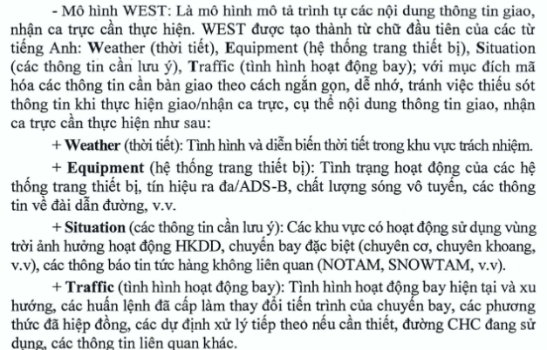 - Mô hình WEST: Là mô hình mô tả trình tự các nội dung thông tin giao,
nhận ca trực cần thực hiện. WEST được tạo thành từ chữ đầu tiên của các từ
tiếng Anh: Weather (thời tiết), Equipment (hệ thống trang thiết bị), Situation
(các thông tin cần lưu ý), Traffic (tình hình hoạt động bay); với mục đích mã
hóa các thông tin cần bàn giao theo cách ngắn gọn, dễ nhớ, tránh việc thiếu sót
thông tin khi thực hiện giao/nhận ca trực, cụ thể nội dung thông tin giao, nhận
ca trực cần thực hiện như sau:
+ Weather (thời tiết): Tình hình và diễn biến thời tiết trong khu vực trách nhiệm.
+ Equipment (hệ thống trang thiết bị): Tình trạng hoạt động của các hệ
thống trang thiết bị, tín hiệu ra đa/ADS-B, chất lượng sóng vô tuyến, các thông
tin về đài dẫn đường, v.v.
+ Situation (các thông tin cần lưu ý): Các khu vực có hoạt động sử dụng vùng
trời ảnh hưởng hoạt động HKDD, chuyến bay đặc biệt (chuyên cơ, chuyên khoang,
v.v), các thông báo tin tức hàng không liên quan (NOTAM, SNOWTAM, v.v).
+ Traffic (tình hình hoạt động bay): Tình hình hoạt động bay hiện tại và xu
hướng, các huấn lệnh đã cấp làm thay đổi tiến trình của chuyến bay, các phương
thức đã hiệp đồng, các dự định xử lý tiếp theo nếu cần thiết, đường CHC đang sử
dụng, các thông tin liên quan khác.